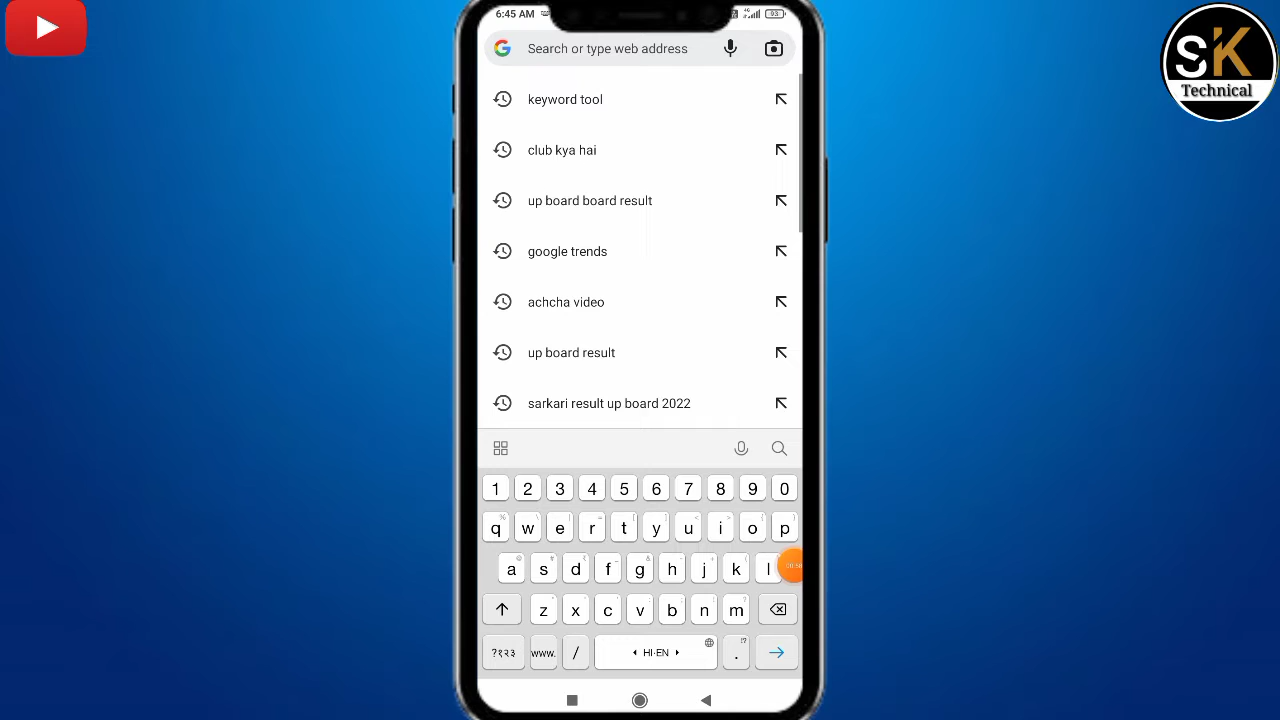 6:45 AM
93
SK
Technical
Search or type web address
keyword tool
club kya hai
up board board result
google trends
achcha video
up board result
sarkari result up board 2022
1 2 3 4 5 6 7 8 9 0
q w e r t y u i o p
a s d f g h j k l
z x c v b n m
?१२३ www. / HI·EN . !?